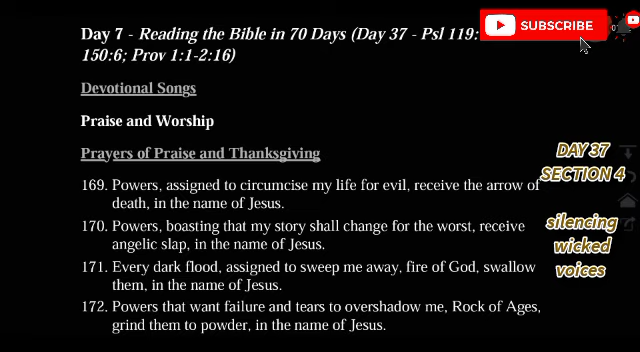 Day 7 - Reading the Bible in 70 Days (Day 37 - Psl 119:
150:6; Prov 1:1-2:16)
SUBSCRIBE
Devotional Songs
Praise and Worship
Prayers of Praise and Thanksgiving
169. Powers, assigned to circumcise my life for evil, receive the arrow of
death, in the name of Jesus.
170. Powers, boasting that my story shall change for the worst, receive
angelic slap, in the name of Jesus.
171. Every dark flood, assigned to sweep me away, fire of God, swallow
them, in the name of Jesus.
172. Powers that want failure and tears to overshadow me, Rock of Ages,
grind them to powder, in the name of Jesus.
DAY 37
SECTION 4
silencing
wicked
voices